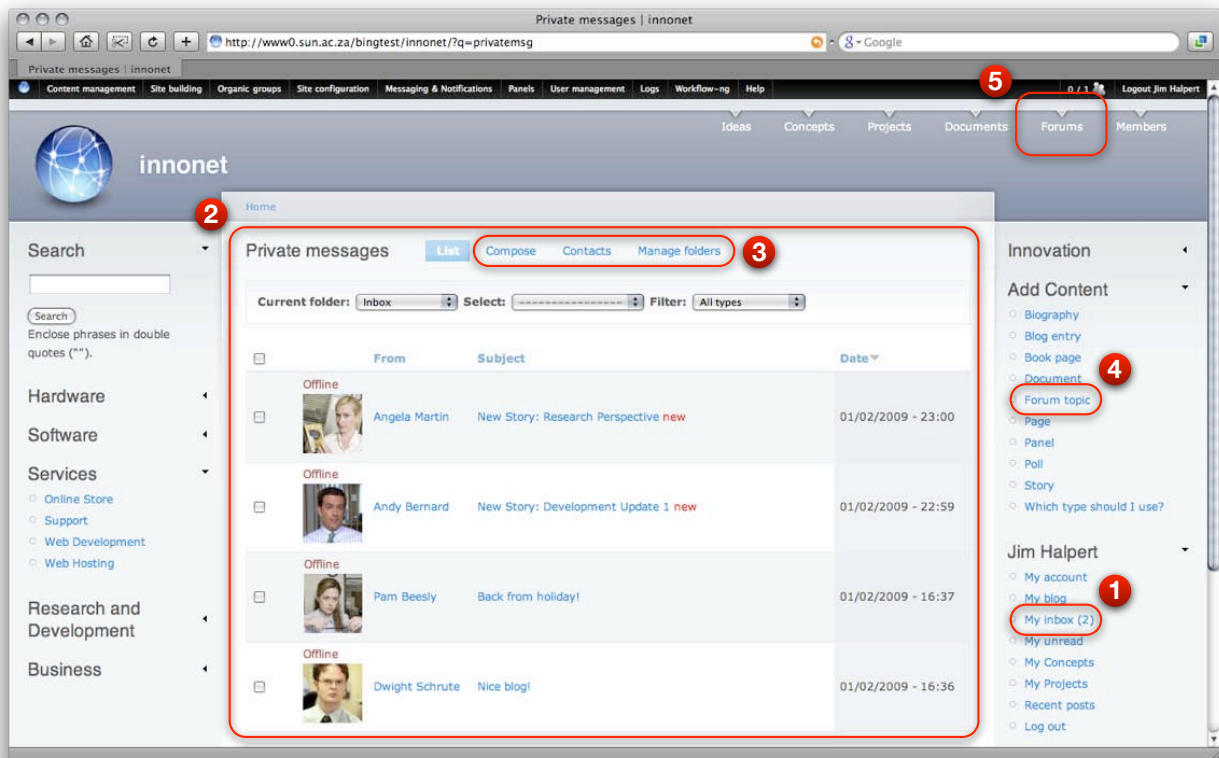 Private messages | innonet
http://www0.sun.ac.za/bingtest/innonet/?q=privatemsg
Google
Private messages | innonet
Content management Site building Organic groups Site configuration Messaging & Notifications Panels User management Logs Workflow-ng Help 0 / 1 Logout Jim Halpert
5
Ideas Concepts Projects Documents Forums Members
innonet
2
Home
Search
Search
Enclose phrases in double
quotes ("").
Hardware
Software
Services
Online Store
Support
Web Development
Web Hosting
Research and
Development
Business
Private messages List Compose Contacts Manage folders
3
Current folder: Inbox Select: ---------------- Filter: All types
From Subject Date
Offline
Angela Martin New Story: Research Perspective new 01/02/2009 - 23:00
Offline
Andy Bernard New Story: Development Update 1 new 01/02/2009 - 22:59
Offline
Pam Beesly Back from holiday! 01/02/2009 - 16:37
Offline
Dwight Schrute Nice blog! 01/02/2009 - 16:36
Innovation
Add Content
Biography
Blog entry
Book page
Document
4
Forum topic
Page
Panel
Poll
Story
Which type should I use?
Jim Halpert
My account
My blog
1
My inbox (2)
My unread
My Concepts
My Projects
Recent posts
Log out